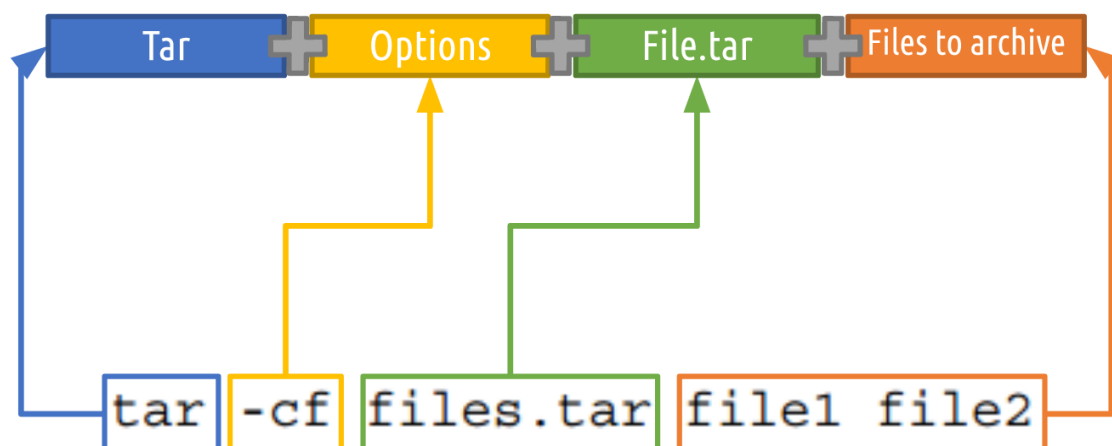 Tar + Options + File.tar + Files to archive
tar -cf files.tar file1 file2